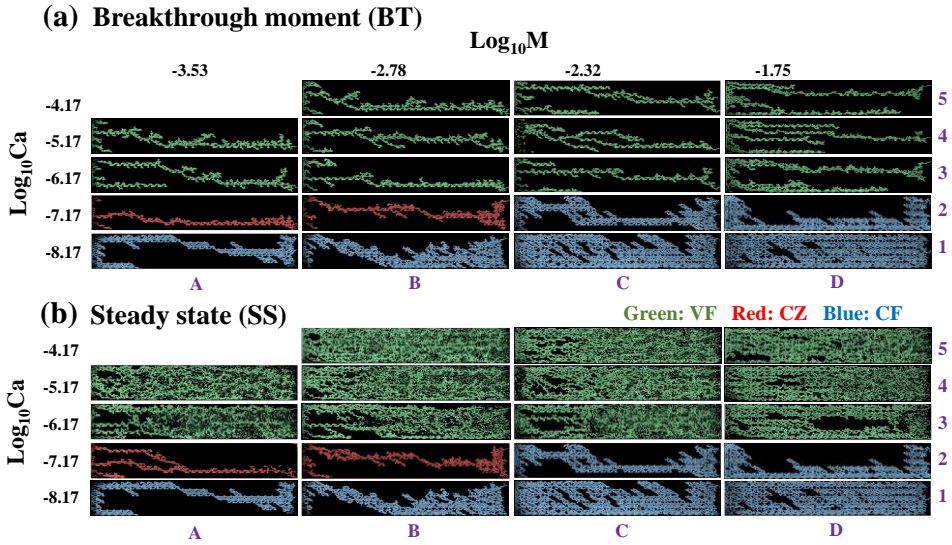 (a) Breakthrough moment (BT)
Log10M
-3.53 -2.78 -2.32 -1.75
Log10Ca
-4.17 5
-5.17 4
-6.17 3
-7.17 2
-8.17 1
A B C D
(b) Steady state (SS)
Green: VF Red: CZ Blue: CF
Log10Ca
-4.17 5
-5.17 4
-6.17 3
-7.17 2
-8.17 1
A B C D